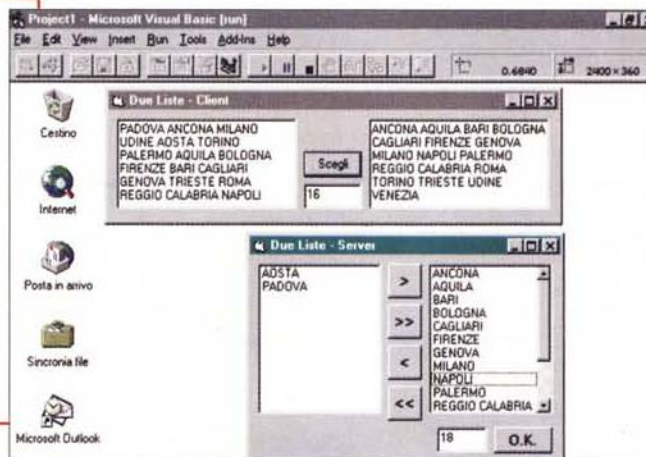 Project1 - Microsoft Visual Basic [run]
File Edit View Insert Run Tools Add-Ins Help
0,6840
2400 × 360
Cestino
Internet
Posta in arrivo
Sincronia file
Microsoft Outlook
Due Liste - Client
PADOVA ANCONA MILANO
UDINE AOSTA TORINO
PALERMO AQUILA BOLOGNA
FIRENZE BARI CAGLIARI
GENOVA TRIESTE ROMA
REGGIO CALABRIA NAPOLI
Scegli
16
ANCONA AQUILA BARI BOLOGNA
CAGLIARI FIRENZE GENOVA
MILANO NAPOLI PALERMO
REGGIO CALABRIA ROMA
TORINO TRIESTE UDINE
VENEZIA
Due Liste - Server
AOSTA
PADOVA
>
>>
<
<<
ANCONA
AQUILA
BARI
BOLOGNA
CAGLIARI
FIRENZE
GENOVA
MILANO
NAPOLI
PALERMO
REGGIO CALABRIA
18
O.K.